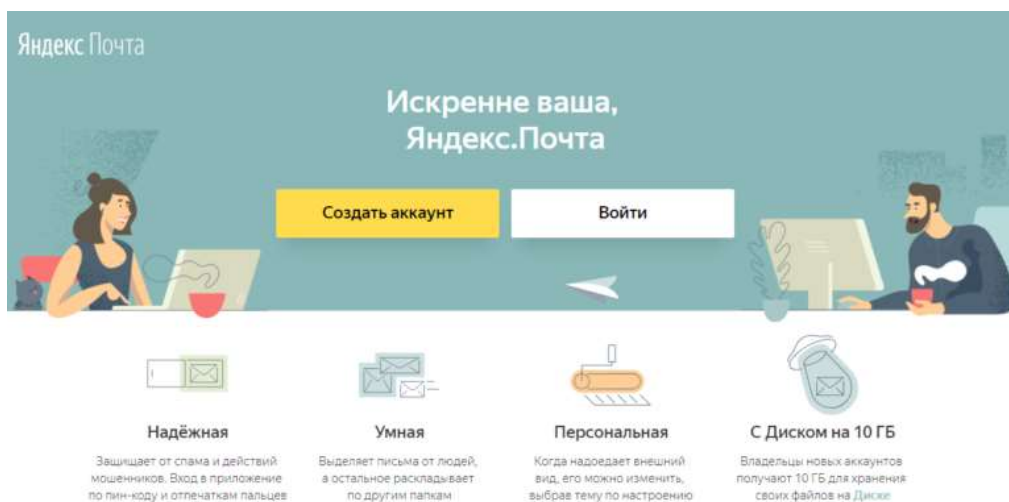 Яндекс Почта
Искренне ваша,
Яндекс.Почта
Создать аккаунт
Войти
Надёжная
Защищает от спама и действий
мошенников. Вход в приложение
по пин-коду и отпечаткам пальцев
Умная
Выделяет письма от людей,
а остальное раскладывает
по другим папкам
Персональная
Когда надоедает внешний
вид, его можно изменить,
выбрав тему по настроению
С Диском на 10 ГБ
Владельцы новых аккаунтов
получают 10 ГБ для хранения
своих файлов на Диске